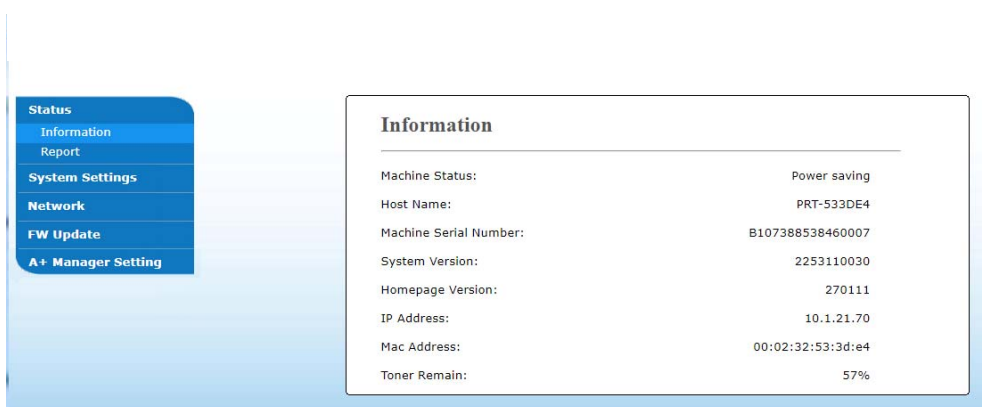 Status
Information
Report
System Settings
Network
FW Update
A+ Manager Setting
Information
Machine Status: Power saving
Host Name: PRT-533DE4
Machine Serial Number: B107388538460007
System Version: 2253110030
Homepage Version: 270111
IP Address: 10.1.21.70
Mac Address: 00:02:32:53:3d:e4
Toner Remain: 57%